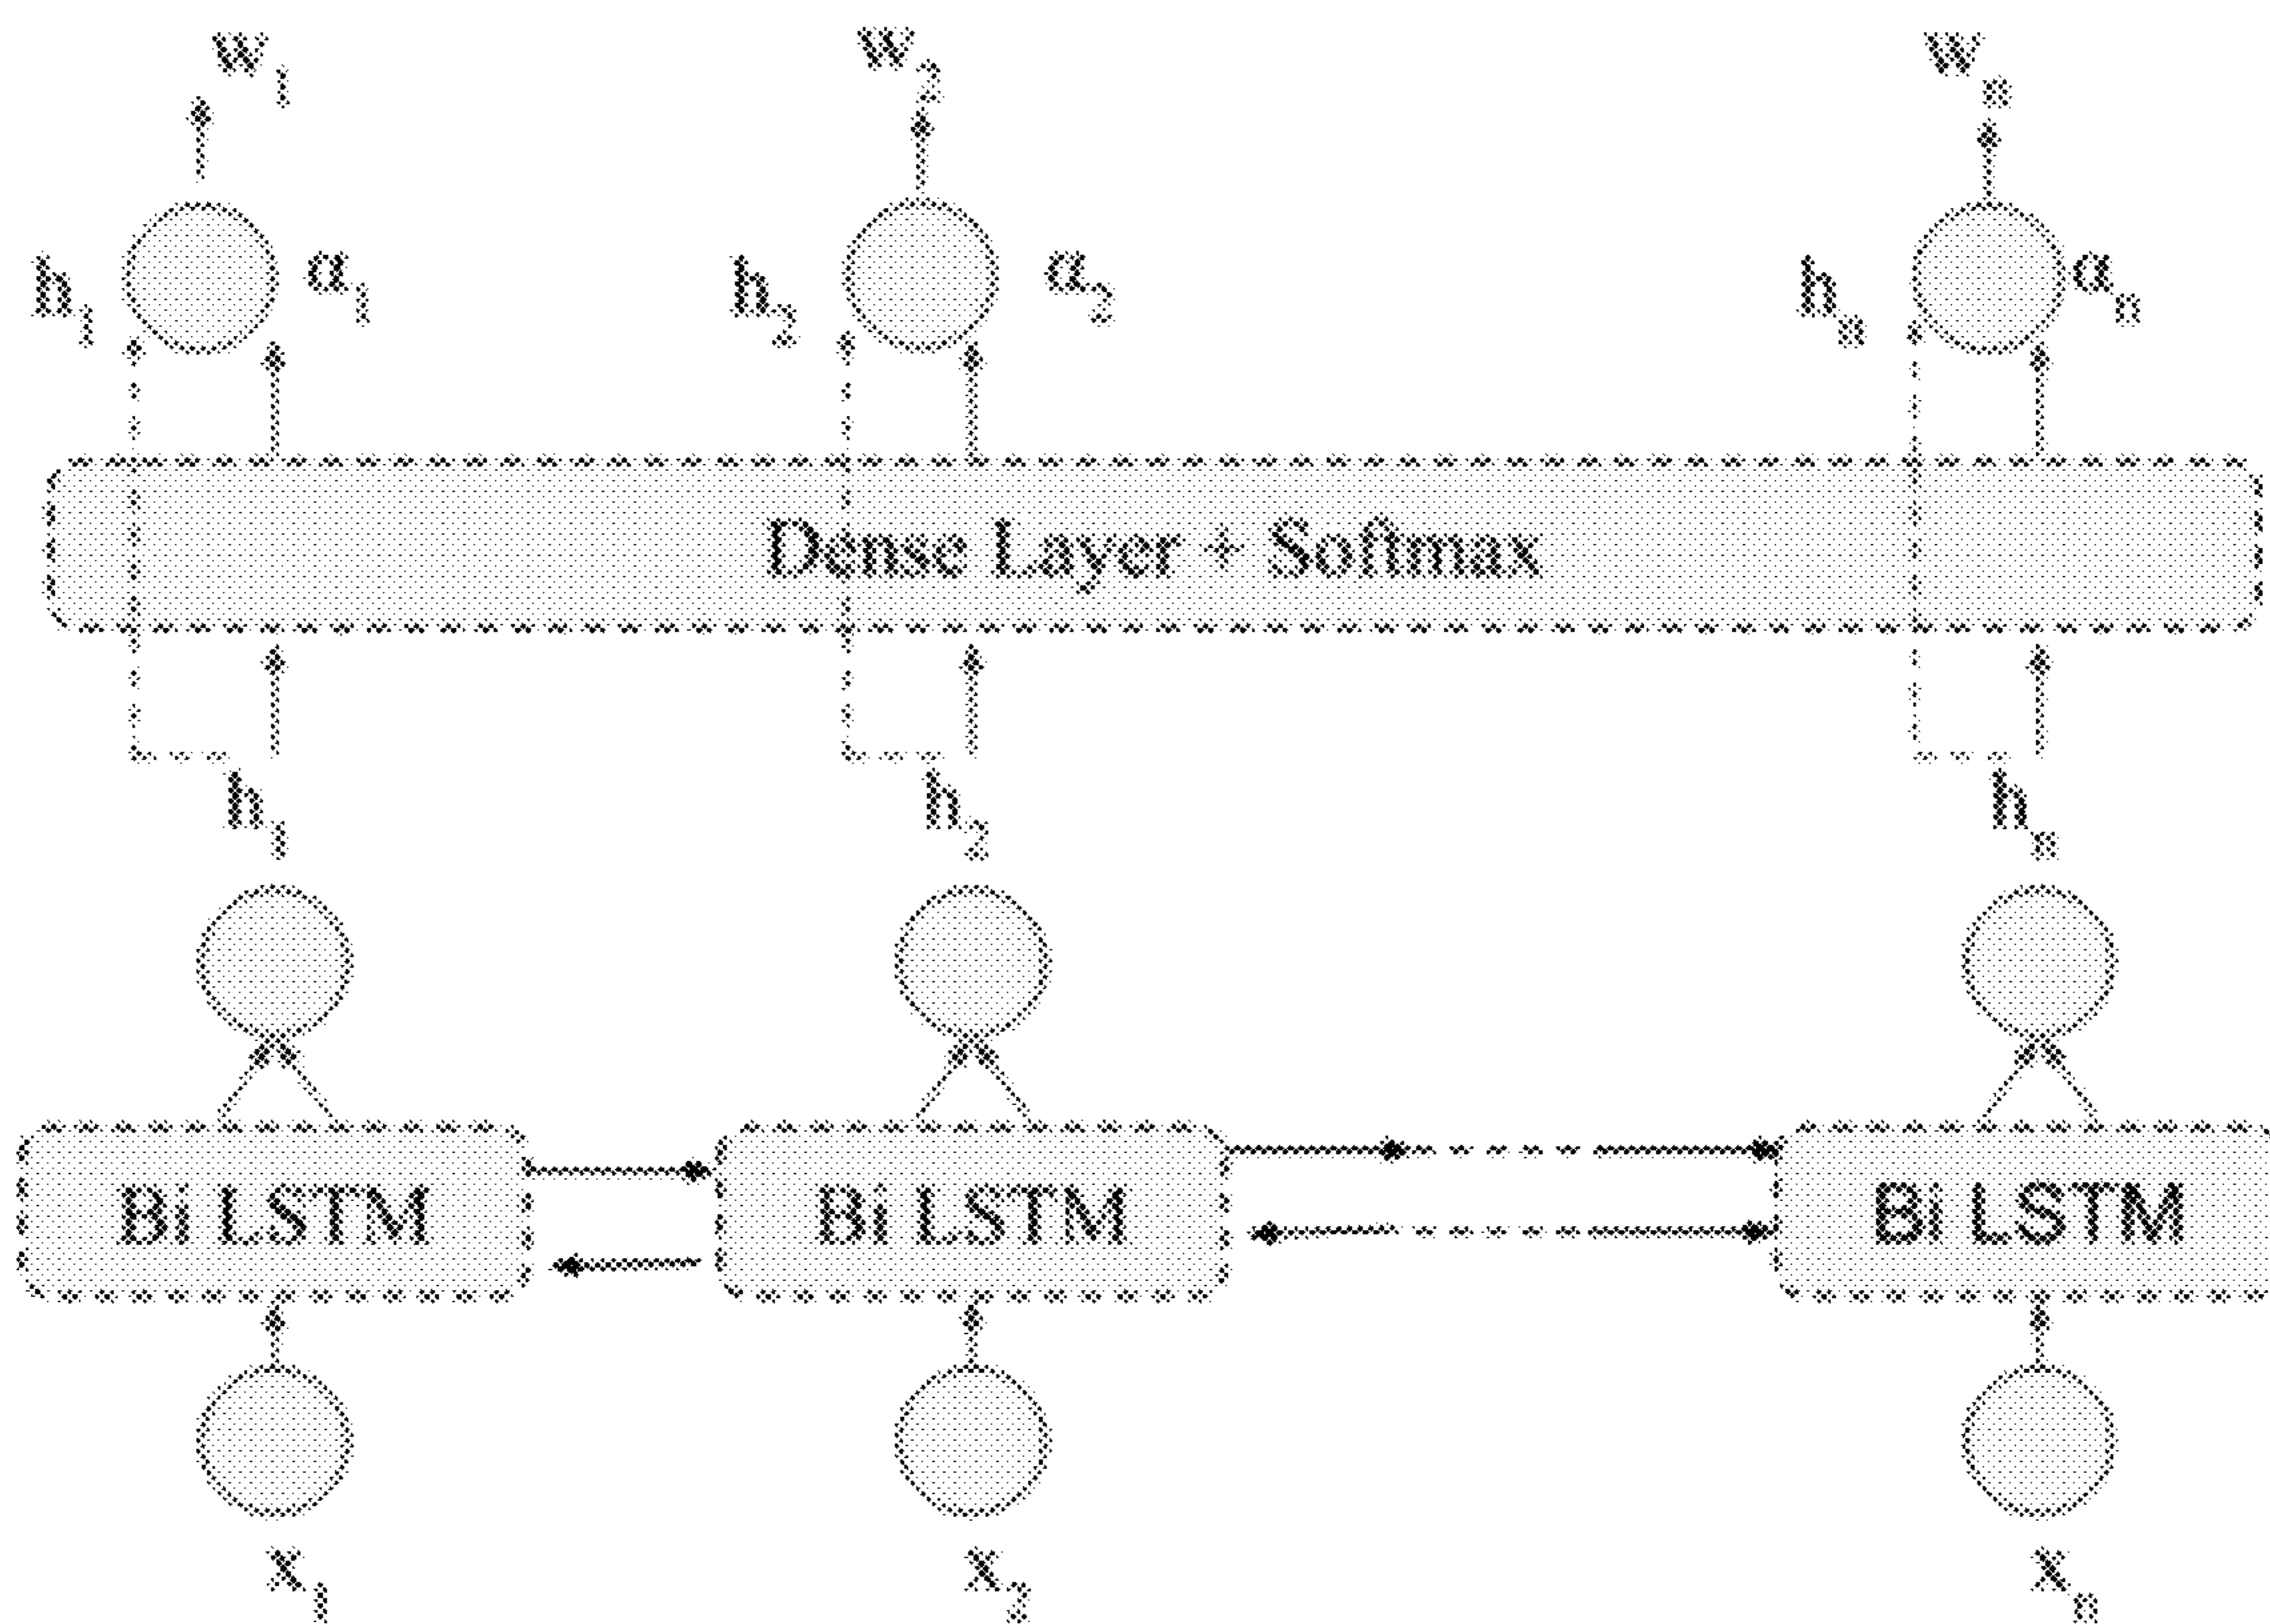 w₁ w₂ wₙ
h₁ α₁ h₂ α₂ hₙ αₙ
Dense Layer + Softmax
h₁ h₂ hₙ
Bi LSTM Bi LSTM Bi LSTM
x₁ x₂ xₙ